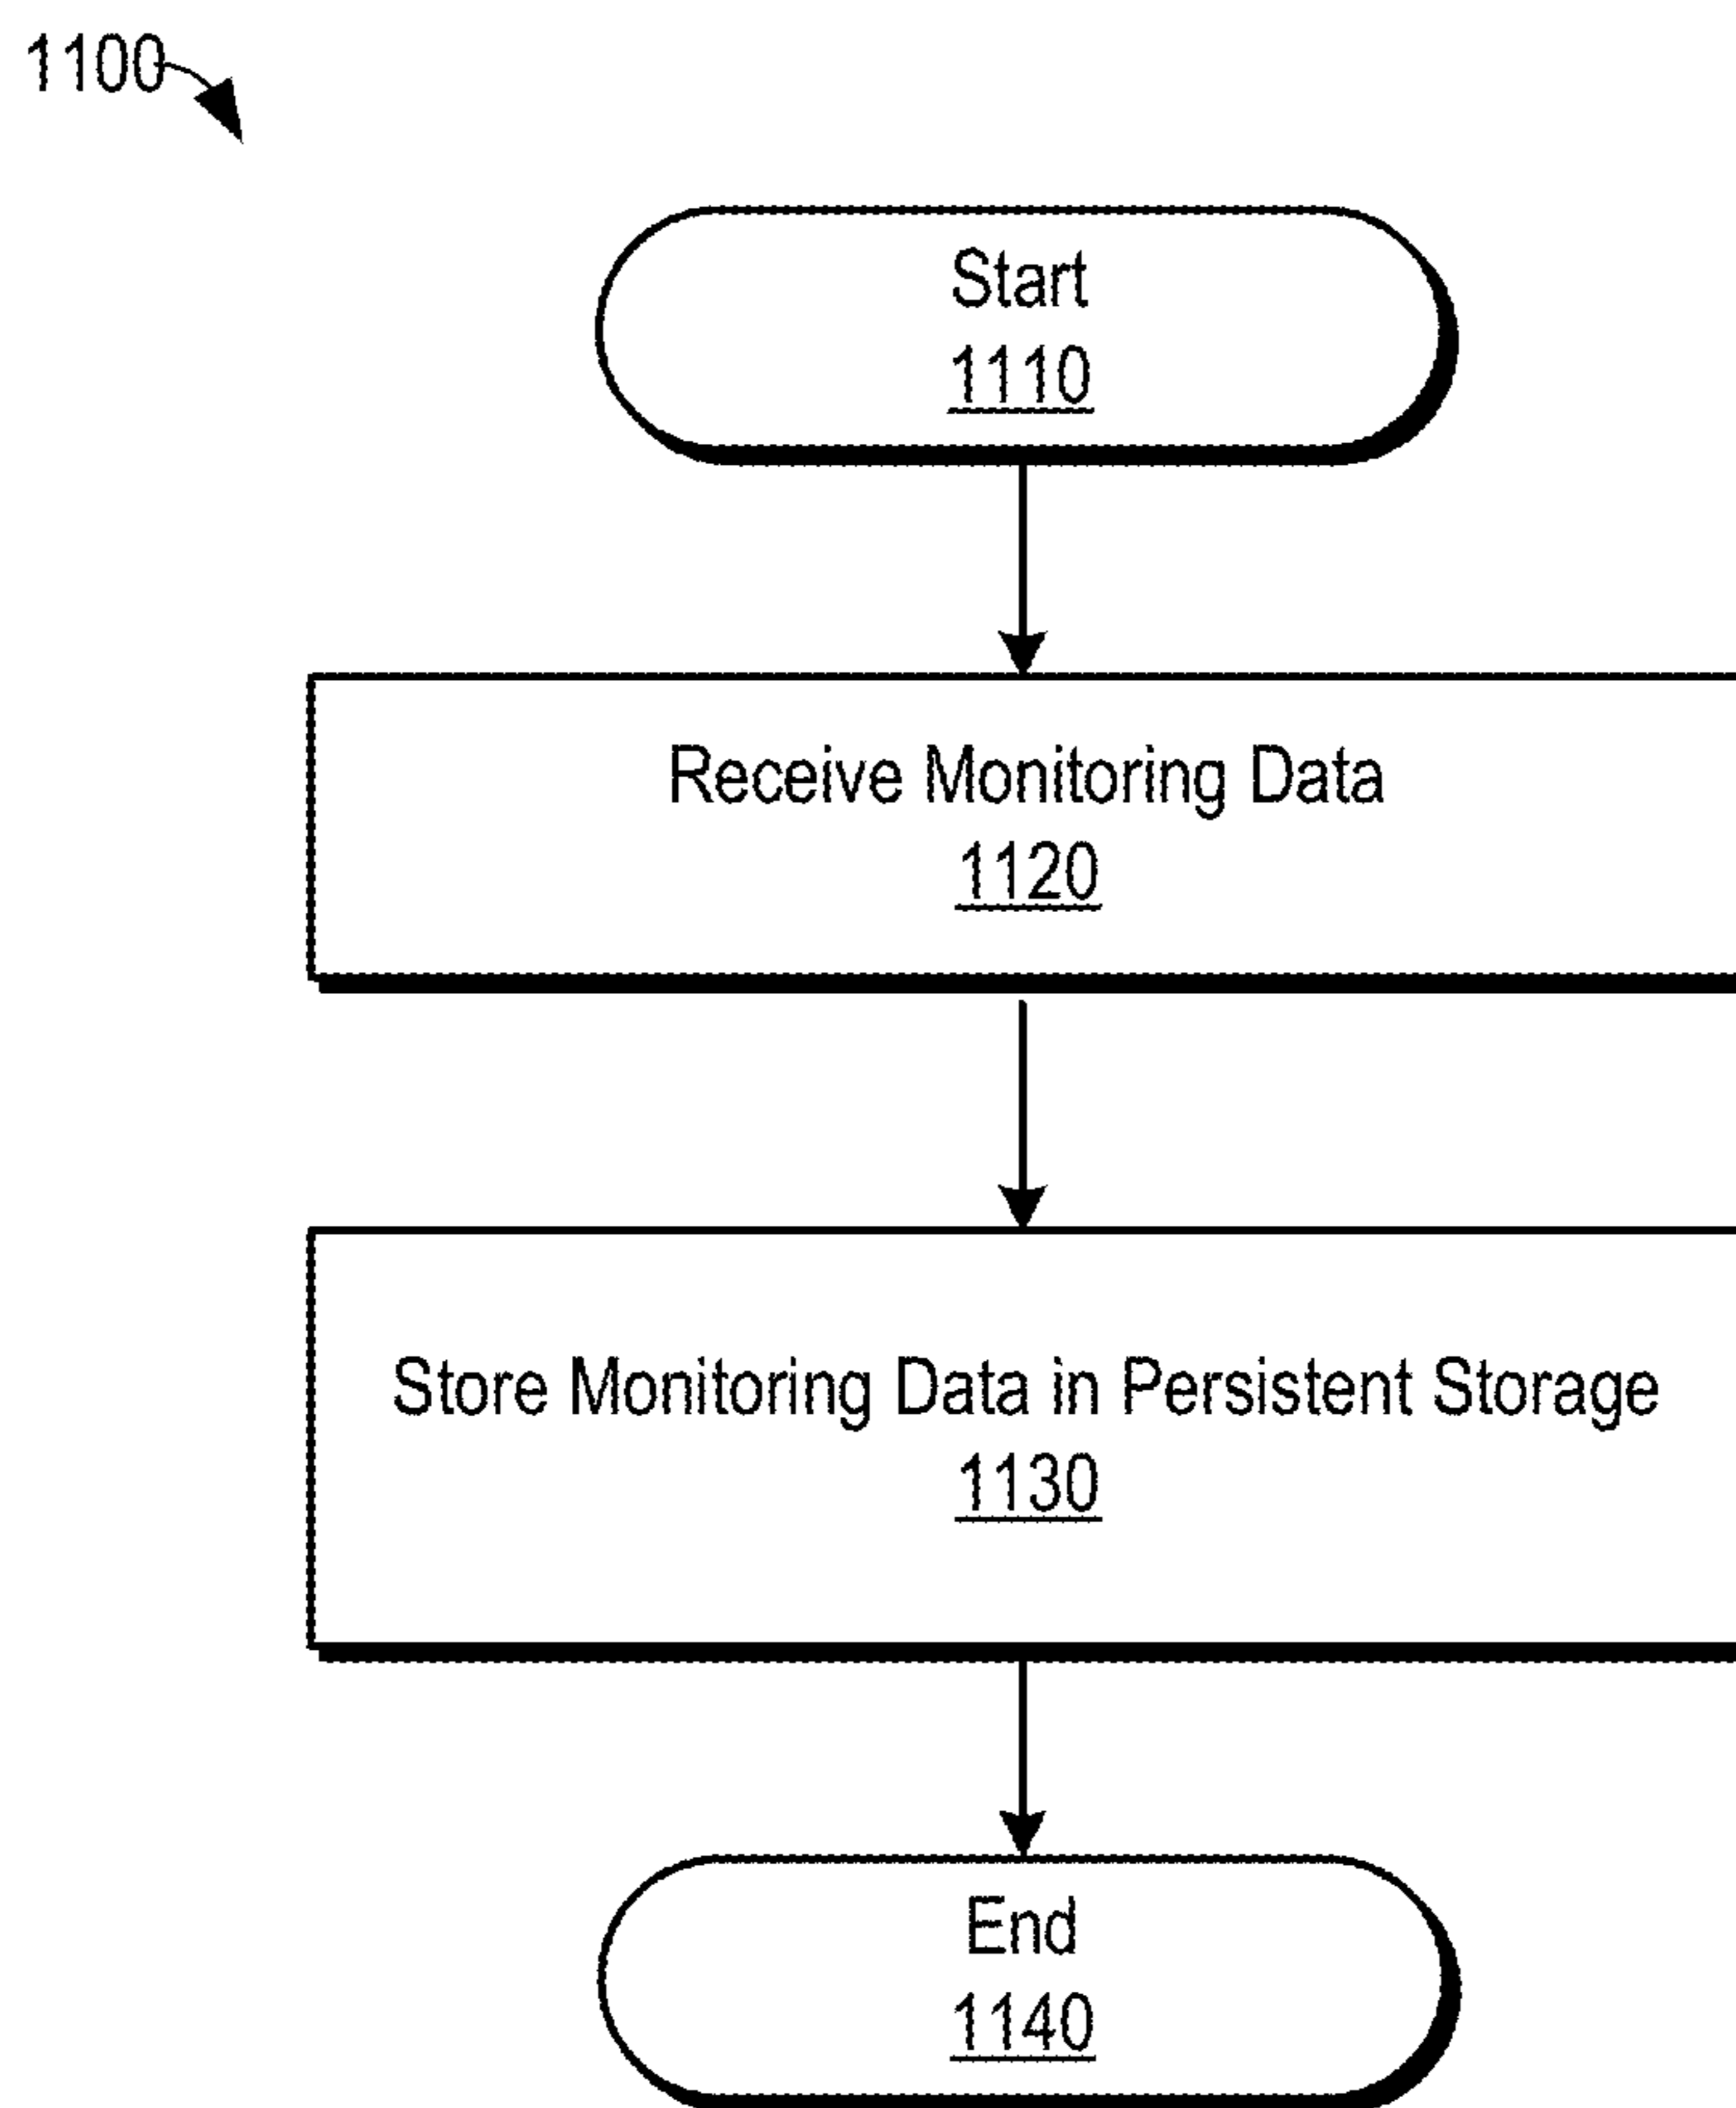 1100
Start
1110
Receive Monitoring Data
1120
Store Monitoring Data in Persistent Storage
1130
End
1140